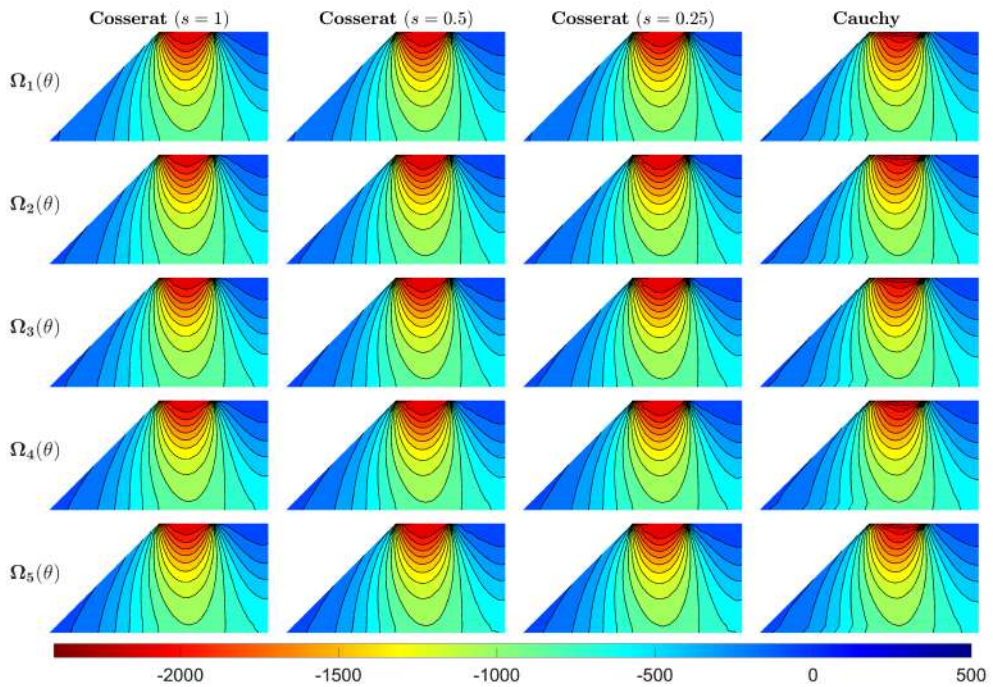 Cosserat (s = 1) Cosserat (s = 0.5) Cosserat (s = 0.25) Cauchy
Ω₁(θ)
Ω₂(θ)
Ω₃(θ)
Ω₄(θ)
Ω₅(θ)
-2000 -1500 -1000 -500 0 500